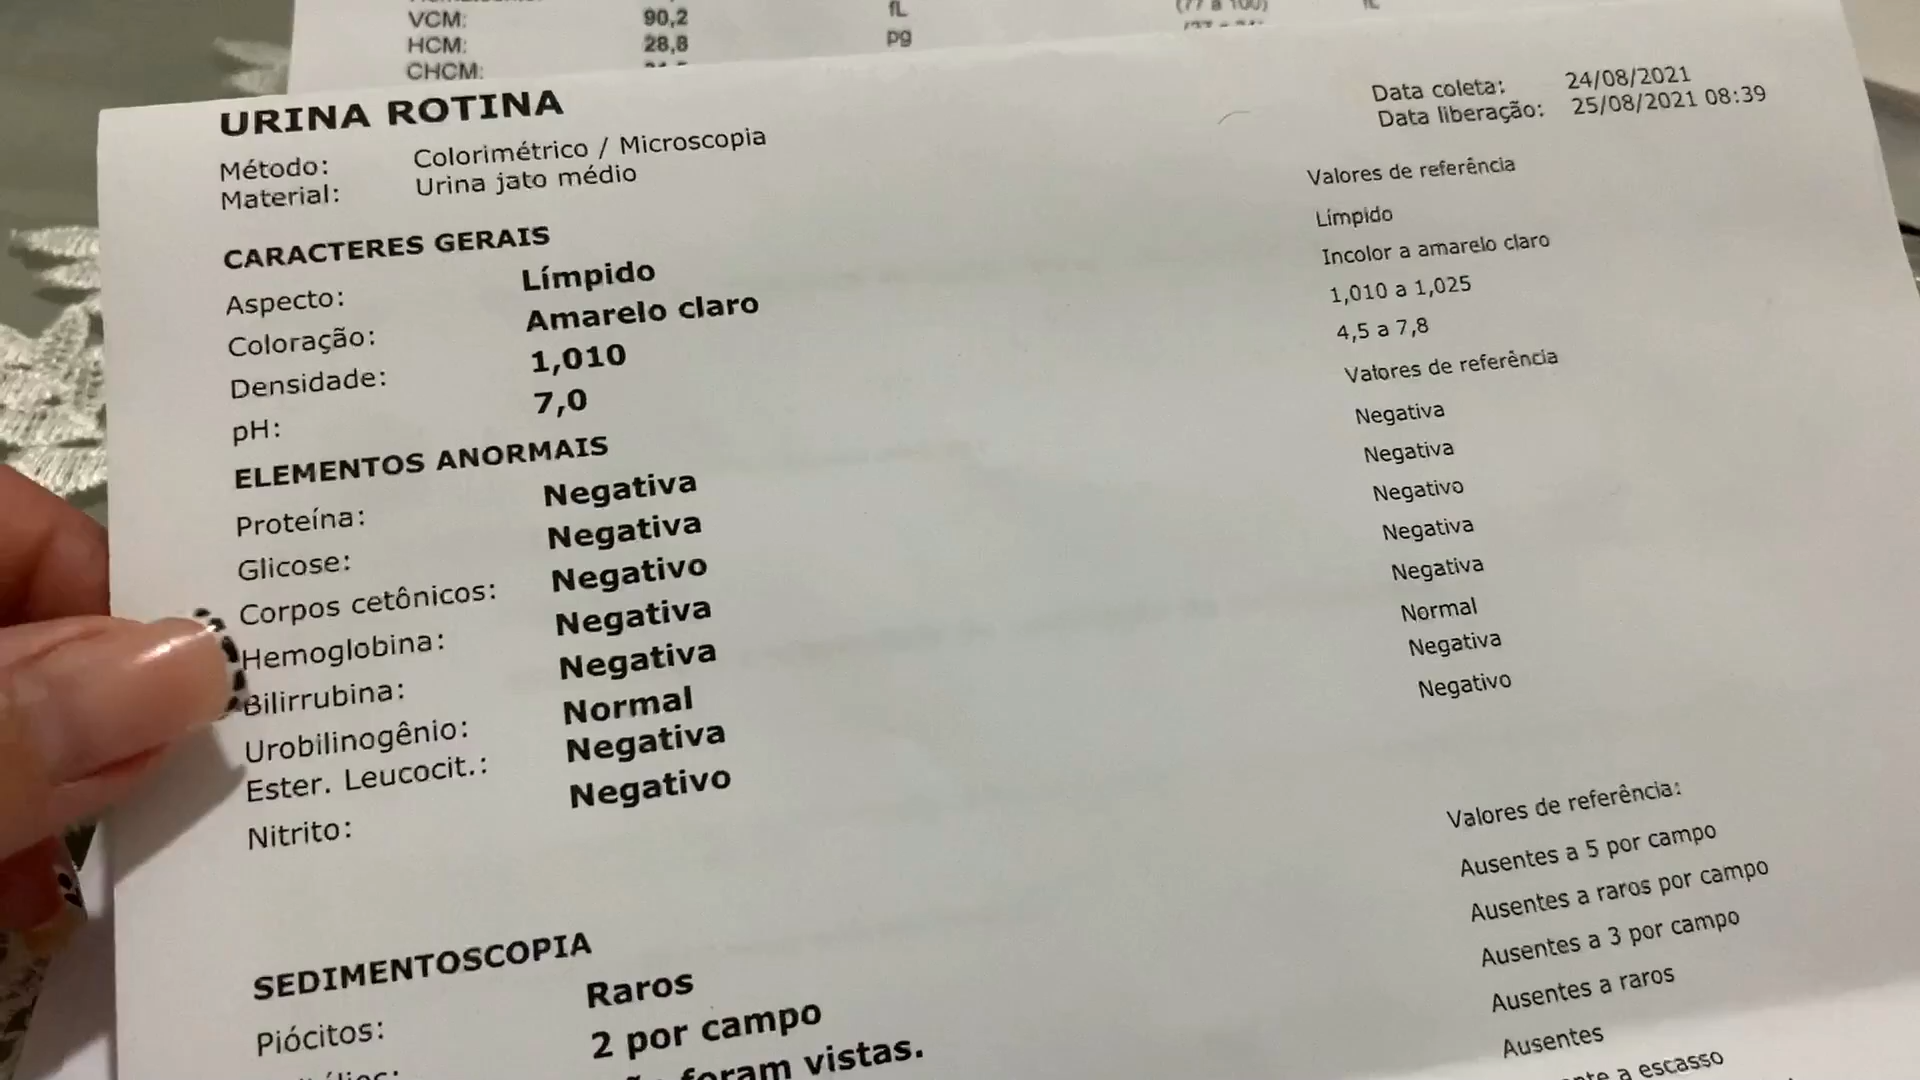 VCM: 90,2 fL (77 a 100) fL
HCM: 28,8 pg
CHCM:
URINA ROTINA
Data coleta: 24/08/2021
Data liberação: 25/08/2021 08:39
Método: Colorimétrico / Microscopia
Material: Urina jato médio
Valores de referência
CARACTERES GERAIS
Aspecto: Límpido Límpido
Coloração: Amarelo claro Incolor a amarelo claro
Densidade: 1,010 1,010 a 1,025
pH: 7,0 4,5 a 7,8
ELEMENTOS ANORMAIS Valores de referência
Proteína: Negativa Negativa
Glicose: Negativa Negativa
Corpos cetônicos: Negativo Negativo
Hemoglobina: Negativa Negativa
Bilirrubina: Negativa Negativa
Urobilinogênio: Normal Normal
Ester. Leucocit.: Negativa Negativa
Nitrito: Negativo Negativo
SEDIMENTOSCOPIA Valores de referência:
Piócitos: Raros Ausentes a 5 por campo
2 por campo Ausentes a raros por campo
foram vistas. Ausentes a 3 por campo
Ausentes a raros
Ausentes
a escasso